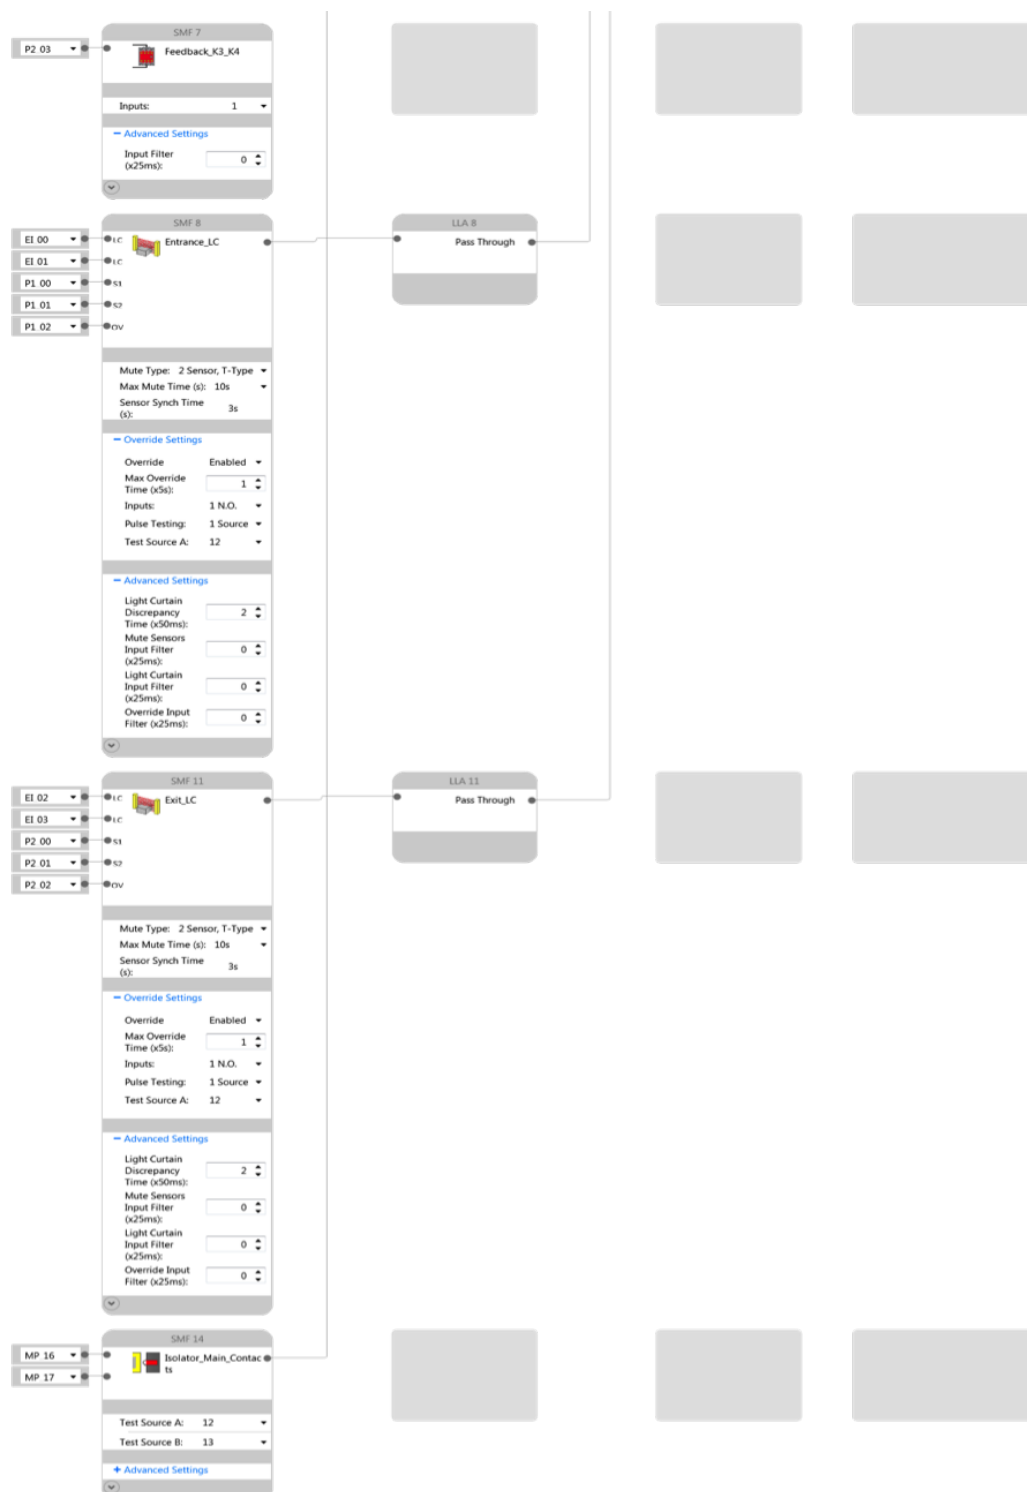 SMF 7
P2 03
Feedback_K3_K4
Inputs: 1
Advanced Settings
Input Filter
(x25ms): 0
SMF 8
LLA 8
EI 00 LC Entrance_LC
Pass Through
EI 01 LC
P1 00 S1
P1 01 S2
P1 02 OV
Mute Type: 2 Sensor, T-Type
Max Mute Time (s): 10s
Sensor Synch Time
(s): 3s
Override Settings
Override Enabled
Max Override
Time (x5s): 1
Inputs: 1 N.O.
Pulse Testing: 1 Source
Test Source A: 12
Advanced Settings
Light Curtain
Discrepancy 2
Time (x50ms):
Mute Sensors
Input Filter 0
(x25ms):
Light Curtain
Input Filter 0
(x25ms):
Override Input
Filter (x25ms): 0
SMF 11
LLA 11
EI 02 LC Exit_LC
Pass Through
EI 03 LC
P2 00 S1
P2 01 S2
P2 02 OV
Mute Type: 2 Sensor, T-Type
Max Mute Time (s): 10s
Sensor Synch Time
(s): 3s
Override Settings
Override Enabled
Max Override
Time (x5s): 1
Inputs: 1 N.O.
Pulse Testing: 1 Source
Test Source A: 12
Advanced Settings
Light Curtain
Discrepancy 2
Time (x50ms):
Mute Sensors
Input Filter 0
(x25ms):
Light Curtain
Input Filter 0
(x25ms):
Override Input
Filter (x25ms): 0
SMF 14
MP 16 Isolator_Main_Contac
ts
MP 17
Test Source A: 12
Test Source B: 13
Advanced Settings